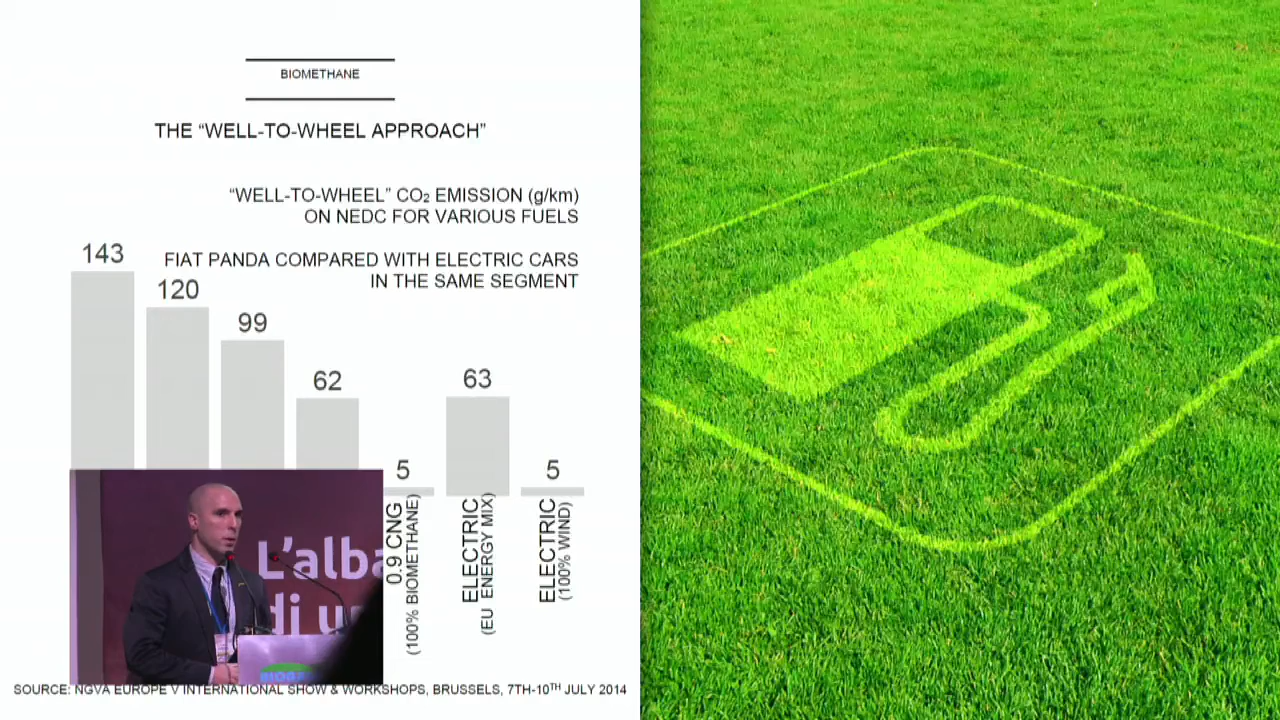 BIOMETHANE
THE “WELL-TO-WHEEL APPROACH”
“WELL-TO-WHEEL” CO₂ EMISSION (g/km)
ON NEDC FOR VARIOUS FUELS
FIAT PANDA COMPARED WITH ELECTRIC CARS
IN THE SAME SEGMENT
143
120
99
62
5
63
5
0.9 CNG
(100% BIOMETHANE)
ELECTRIC
(EU ENERGY MIX)
ELECTRIC
(100% WIND)
L’alba
di
SOURCE: NGVA EUROPE V INTERNATIONAL SHOW & WORKSHOPS, BRUSSELS, 7TH-10TH JULY 2014